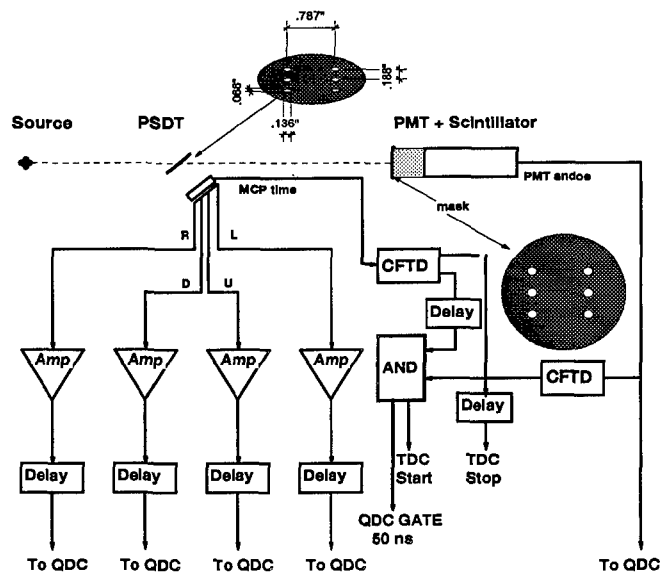 .787"
.188"
.068"
.136"
Source
PSDT
PMT + Scintillator
PMT andoe
MCP time
mask
R
L
D
U
CFTD
Delay
Amp
Amp
Amp
Amp
AND
CFTD
Delay
Delay
Delay
Delay
Delay
TDC
Start
TDC
Stop
QDC GATE
50 ns
To QDC
To QDC
To QDC
To QDC
To QDC